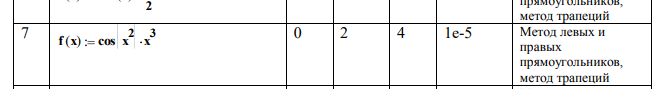 2
прямоугольников,
метод трапеций
7 f(x) := cos(x²)·x³ 0 2 4 1e-5 Метод левых и
правых
прямоугольников,
метод трапеций